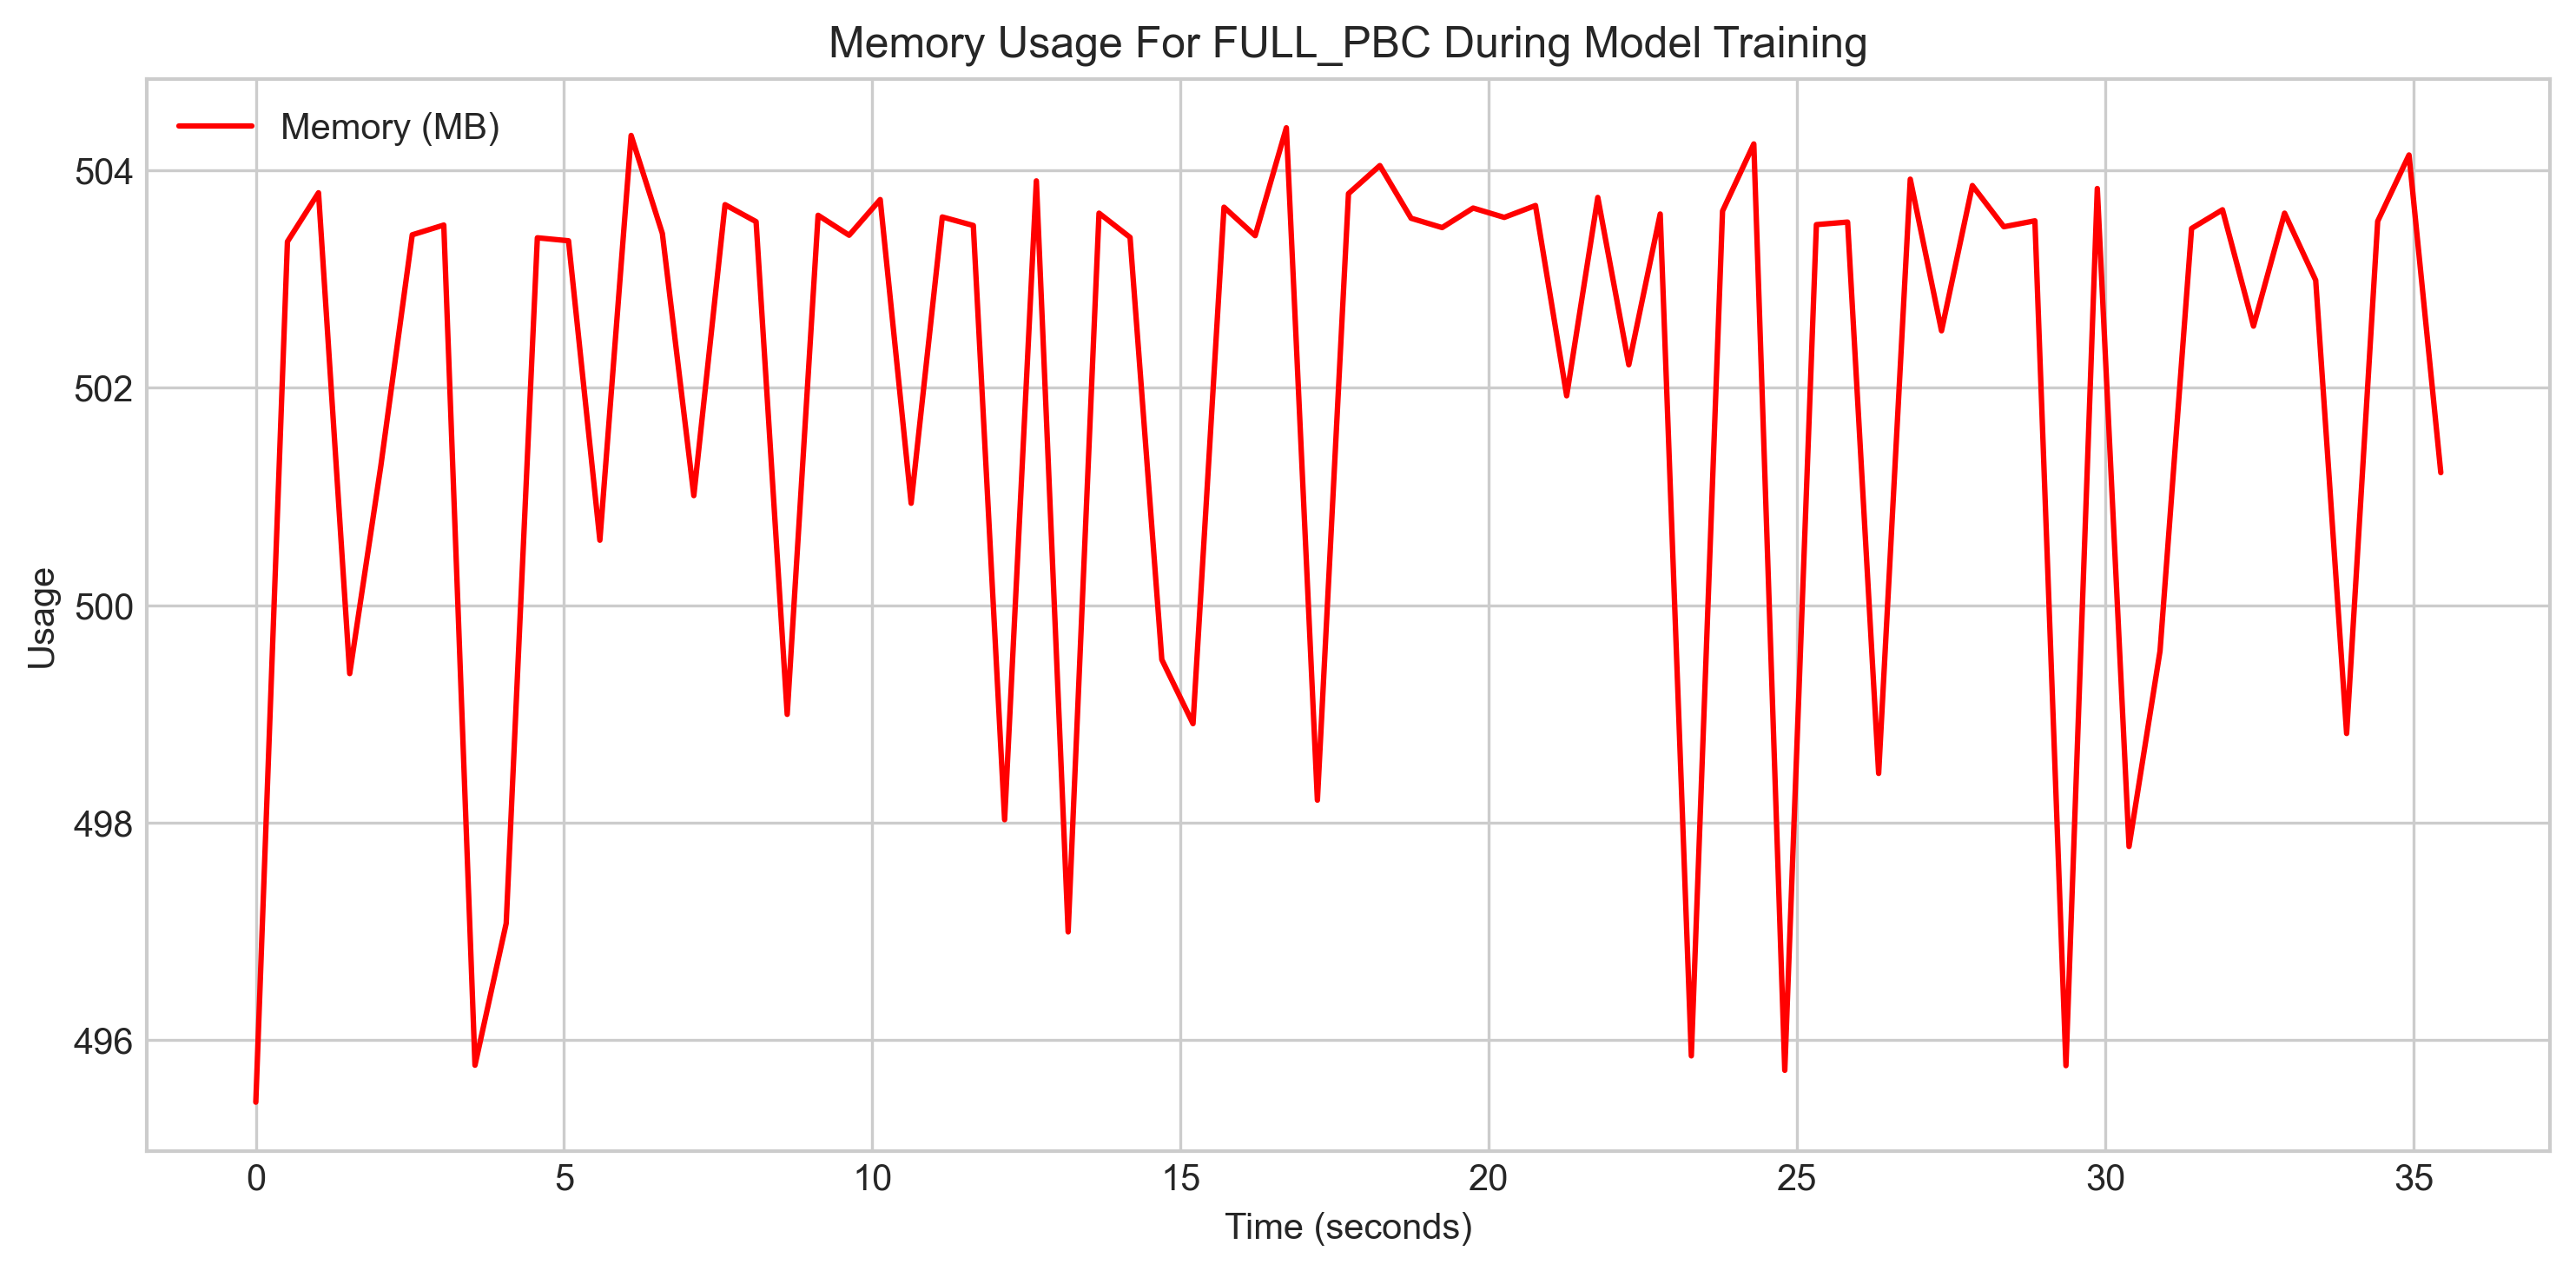 Memory Usage For FULL_PBC During Model Training
Memory (MB)
504
502
500
498
496
Usage
0 5 10 15 20 25 30 35
Time (seconds)